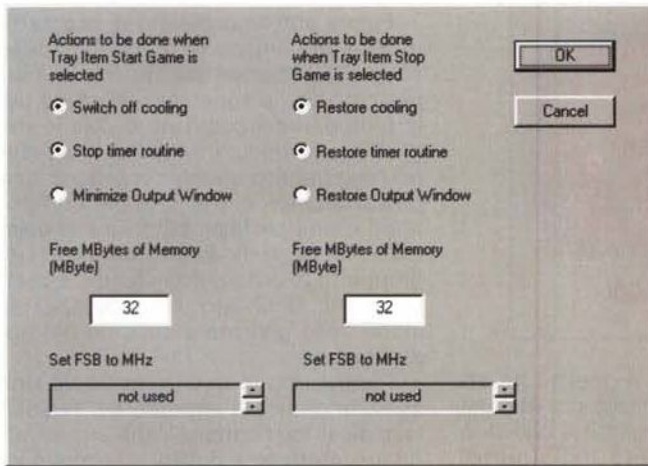 Actions to be done when
Tray Item Start Game is
selected
Switch off cooling
Stop timer routine
Minimize Output Window
Free MBytes of Memory
(MByte)
32
Set FSB to MHz
not used
Actions to be done
when Tray Item Stop
Game is selected
Restore cooling
Restore timer routine
Restore Output Window
Free MBytes of Memory
(MByte)
32
Set FSB to MHz
not used
OK
Cancel